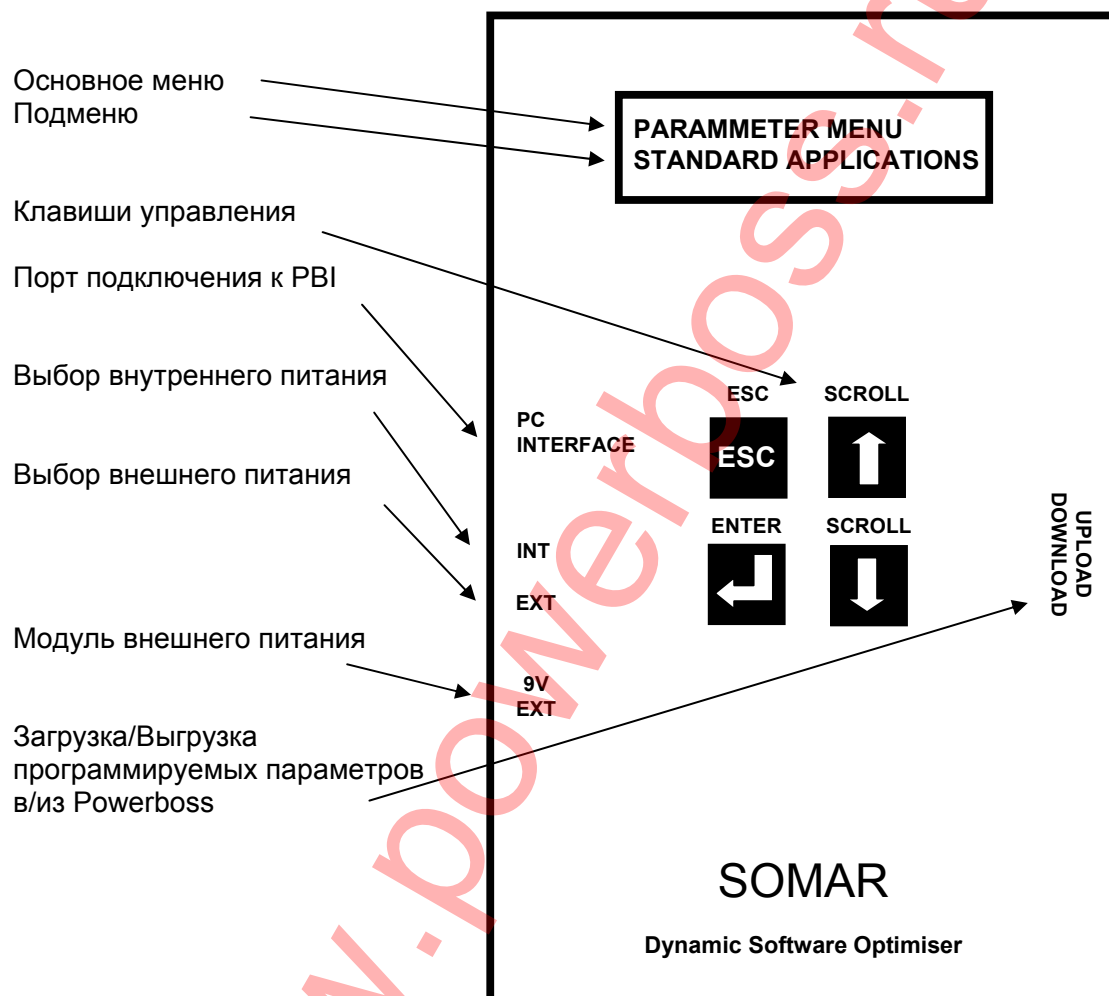 Основное меню
Подменю
PARAMMETER MENU
STANDARD APPLICATIONS
Клавиши управления
Порт подключения к PBI
Выбор внутреннего питания
Выбор внешнего питания
Модуль внешнего питания
Загрузка/Выгрузка
программируемых параметров
в/из Powerboss
ESC
SCROLL
PC
INTERFACE
ESC
ENTER
SCROLL
INT
EXT
9V
EXT
UPLOAD
DOWNLOAD
SOMAR
Dynamic Software Optimiser
w.powerboss.ru